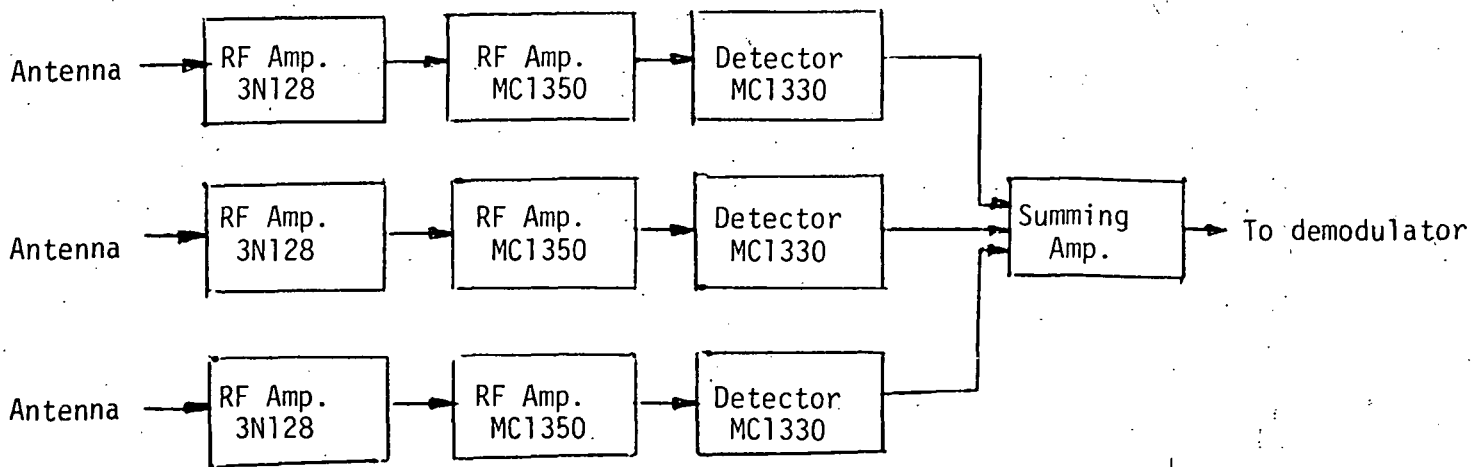 Antenna
RF Amp.
3N128
RF Amp.
MC1350
Detector
MC1330
Antenna
RF Amp.
3N128
RF Amp.
MC1350
Detector
MC1330
Summing
Amp.
To demodulator
Antenna
RF Amp.
3N128
RF Amp.
MC1350
Detector
MC1330